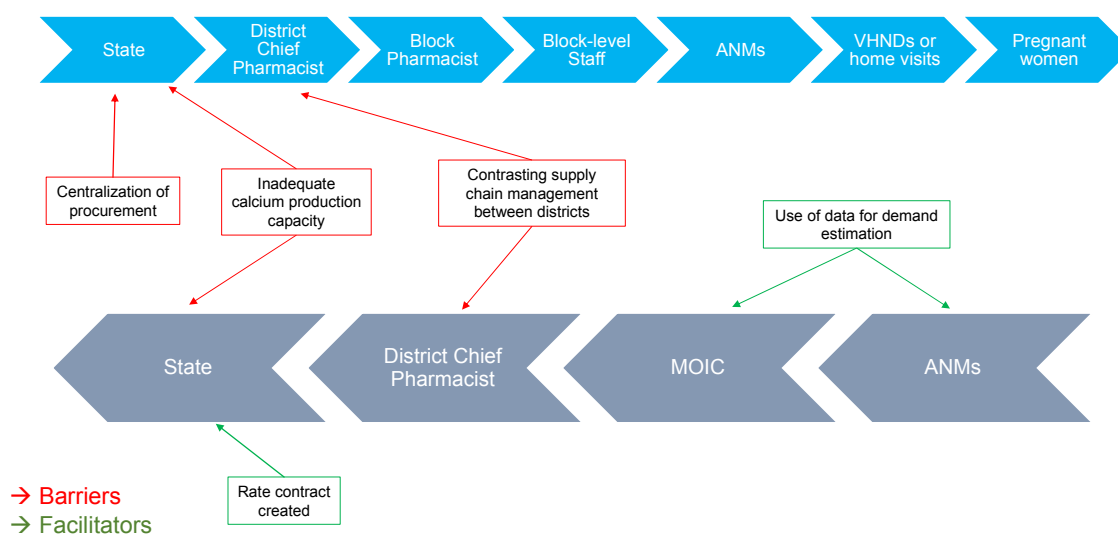 State
District
Chief
Pharmacist
Block
Pharmacist
Block-level
Staff
ANMs
VHNDs or
home visits
Pregnant
women
Centralization of
procurement
Inadequate
calcium production
capacity
Contrasting supply
chain management
between districts
Use of data for demand
estimation
State
District Chief
Pharmacist
MOIC
ANMs
Rate contract
created
→ Barriers
→ Facilitators